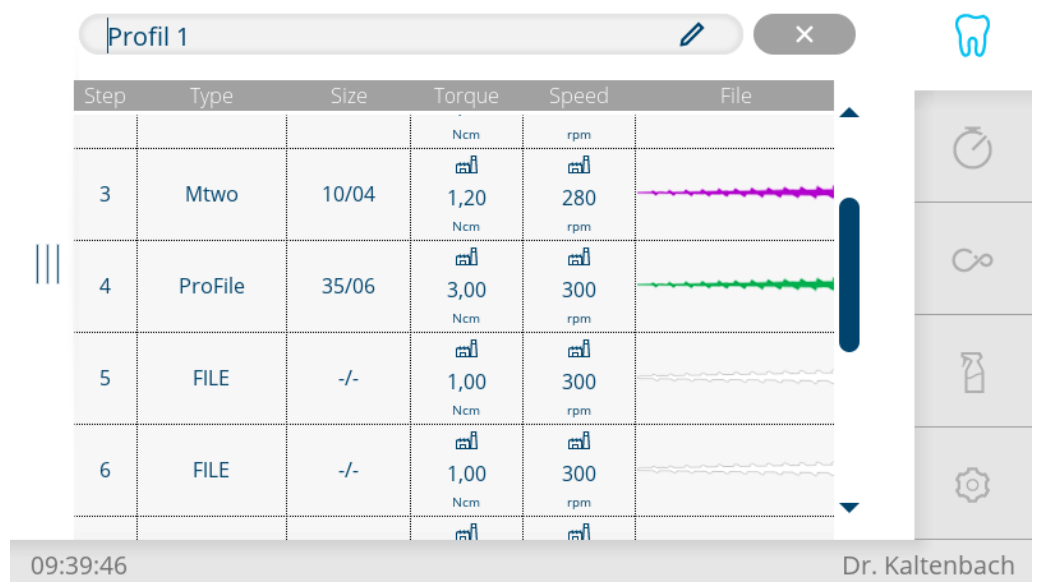 Profil 1
Step Type Size Torque Speed File
Ncm rpm
3 Mtwo 10/04 1,20 280
Ncm rpm
4 ProFile 35/06 3,00 300
Ncm rpm
5 FILE -/- 1,00 300
Ncm rpm
6 FILE -/- 1,00 300
Ncm rpm
09:39:46 Dr. Kaltenbach